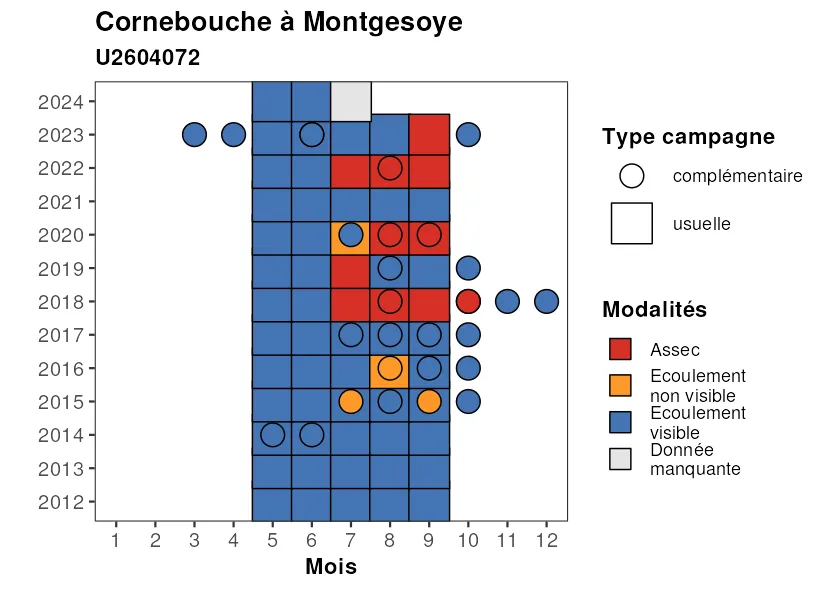 Cornebouche à Montgesoye
U2604072
2024
2023
2022
2021
2020
2019
2018
2017
2016
2015
2014
2013
2012
1 2 3 4 5 6 7 8 9 10 11 12
Mois
Type campagne
complémentaire
usuelle
Modalités
Assec
Ecoulement
non visible
Ecoulement
visible
Donnée
manquante